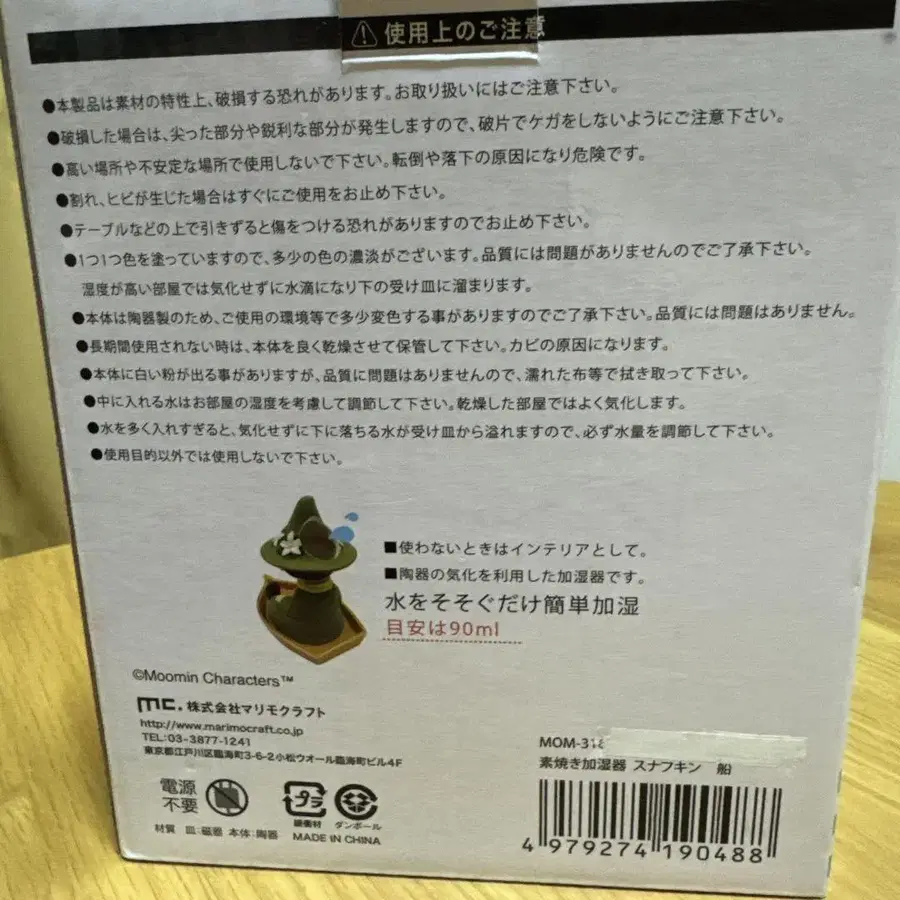 ⚠使用上のご注意
●本製品は素材の特性上、破損する恐れがあります。お取り扱いにはご注意下さい。
●破損した場合は、尖った部分や鋭利な部分が発生しますので、破片でケガをしないようにご注意下さい。
●高い場所や不安定な場所で使用しないで下さい。転倒や落下の原因になり危険です。
●割れ、ヒビが生じた場合はすぐにご使用をお止め下さい。
●テーブルなどの上で引きずると傷をつける恐れがありますのでお止め下さい。
●1つ1つ色を塗っていますので、多少の色の濃淡がございます。品質には問題がありませんのでご了承下さい。
湿度が高い部屋では気化せずに水滴になり下の受け皿に溜まります。
●本体は陶器製のため、ご使用の環境等で多少変色する事がありますのでご了承下さい。品質には問題はありません。
●長期間使用されない時は、本体を良く乾燥させて保管して下さい。カビの原因になります。
●本体に白い粉が出る事がありますが、品質に問題はありませんので、濡れた布等で拭き取って下さい。
●中に入れる水はお部屋の湿度を考慮して調節して下さい。乾燥した部屋ではよく気化します。
●水を多く入れすぎると、気化せずに下に落ちる水が受け皿から溢れますので、必ず水量を調節して下さい。
●使用目的以外では使用しないで下さい。
■使わないときはインテリアとして。
■陶器の気化を利用した加湿器です。
水をそそぐだけ簡単加湿
目安は90ml
©Moomin Characters™
mc.株式会社マリモクラフト
http://www.marimocraft.co.jp
TEL:03-3877-1241
東京都江戸川区臨海町3-6-2小松ウオール臨海町ビル4F
電源
不要
プラ
緩衝材
ダンボール
材質 皿:磁器 本体:陶器
MADE IN CHINA
MOM-318
素焼き加湿器 スナフキン 船
4 979274 190488